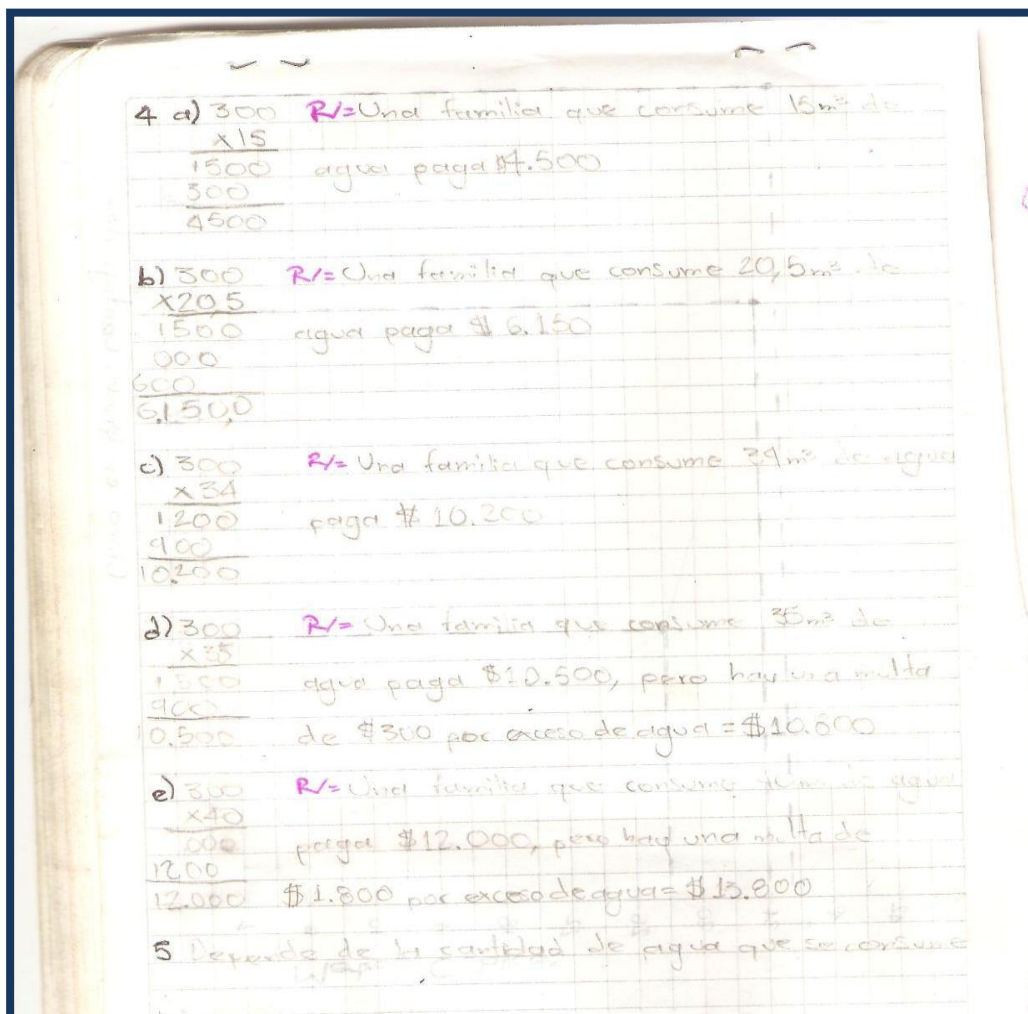 4 a) 300 R/= Una familia que consume 15m³ de
x15
1500 agua paga $4.500
300
4500
b) 300 R/= Una familia que consume 20,5m³ de
x20,5
1500 agua paga $ 6.150
000
600
6.150,0
c) 300 R/= Una familia que consume 34m³ de agua
x34
1200 paga $ 10.200
900
10.200
d) 300 R/= Una familia que consume 35m³ de
x35
1500 agua paga $10.500, pero hay una multa
900
10.500 de $300 por exceso de agua = $10.800
e) 300 R/= Una familia que consume de agua
x40
000 paga $12.000, pero hay una multa de
1200
12.000 $1.800 por exceso de agua = $13.800
5 Depende de la cantidad de agua que se consume